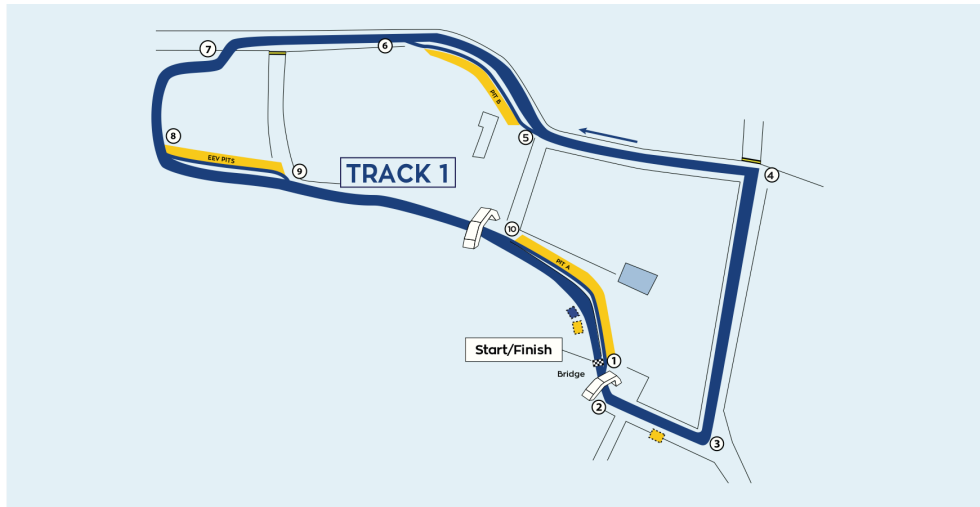 7
6
PIT B
5
8
EEV PITS
9
TRACK 1
4
10
PIT A
Start/Finish
1
Bridge
2
3